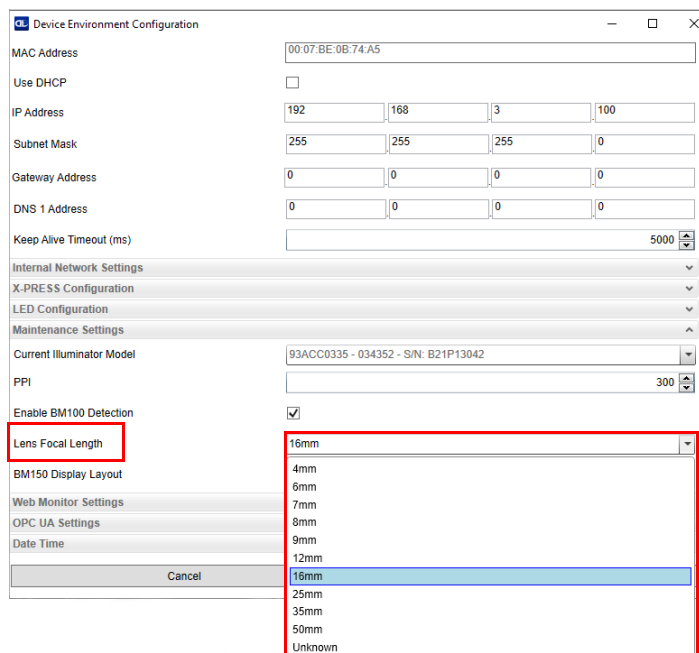 DL Device Environment Configuration
MAC Address 00:07:BE:0B:74:A5
Use DHCP
IP Address 192 . 168 . 3 . 100
Subnet Mask 255 . 255 . 255 . 0
Gateway Address 0 . 0 . 0 . 0
DNS 1 Address 0 . 0 . 0 . 0
Keep Alive Timeout (ms) 5000
Internal Network Settings
X-PRESS Configuration
LED Configuration
Maintenance Settings
Current Illuminator Model 93ACC0335 - 034352 - S/N: B21P13042
PPI 300
Enable BM100 Detection
Lens Focal Length 16mm
BM150 Display Layout
4mm
6mm
7mm
8mm
9mm
12mm
16mm
25mm
35mm
50mm
Unknown
Web Monitor Settings
OPC UA Settings
Date Time
Cancel